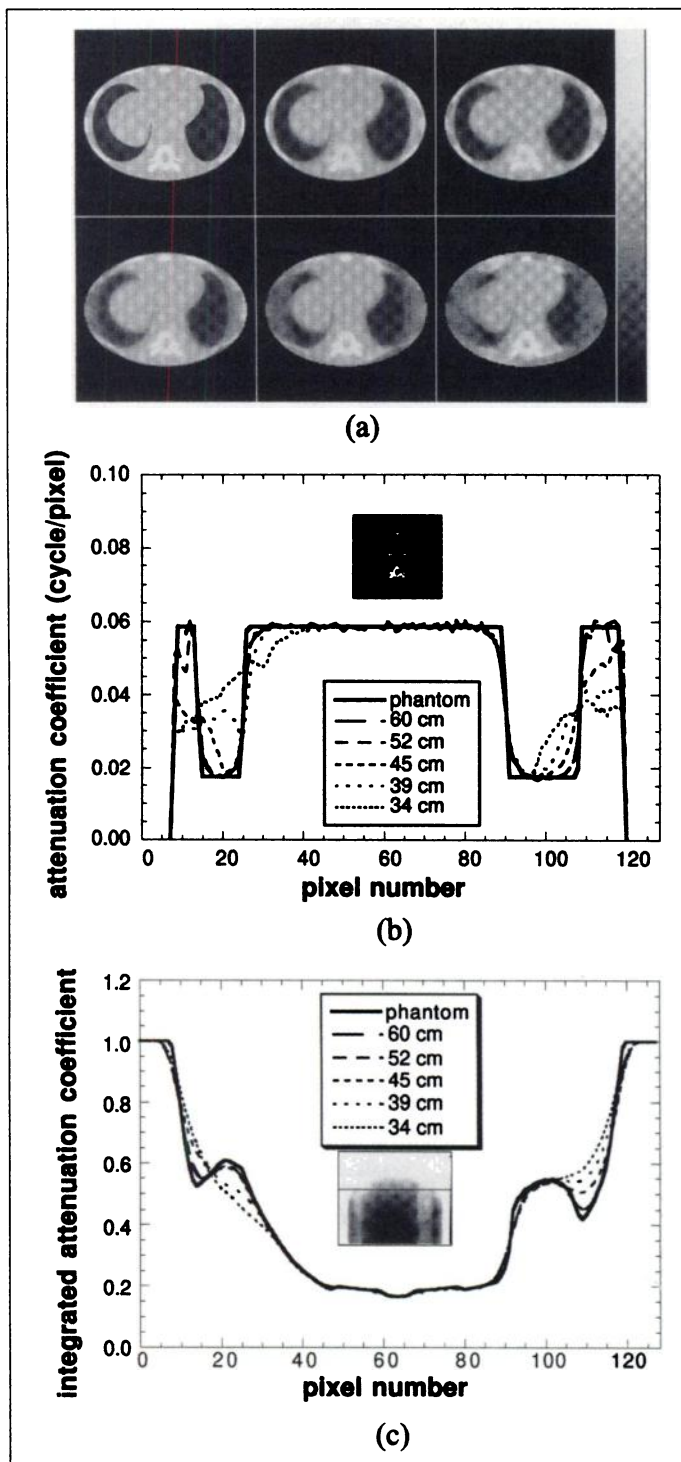 (a)
attenuation coefficient (cycle/pixel)
0.10
0.08
0.06
0.04
0.02
0.00
phantom
60 cm
52 cm
45 cm
39 cm
34 cm
0 20 40 60 80 100 120
pixel number
(b)
integrated attenuation coefficient
1.2
1.0
0.8
0.6
0.4
0.2
0.0
phantom
60 cm
52 cm
45 cm
39 cm
34 cm
0 20 40 60 80 100 120
pixel number
(c)